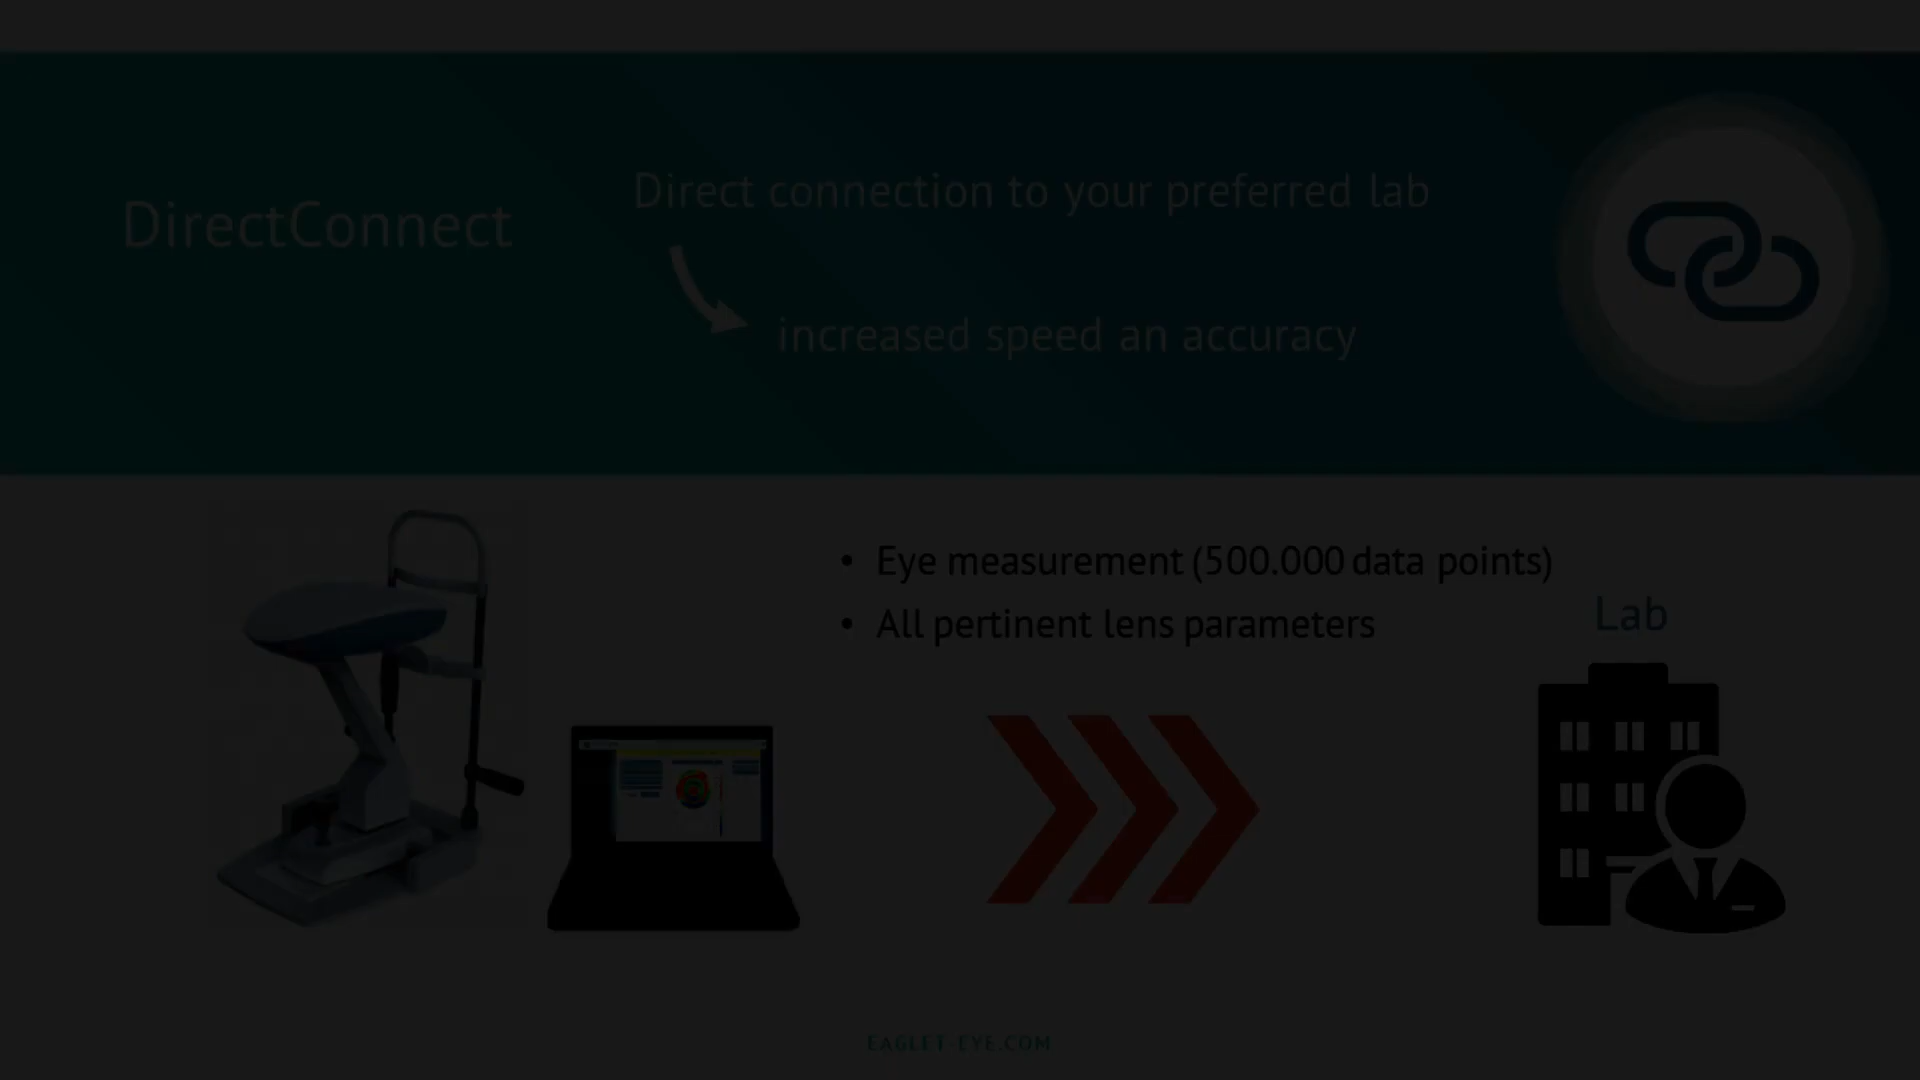 DirectConnect
Direct connection to your preferred lab
increased speed an accuracy
• Eye measurement (500.000 data points)
• All pertinent lens parameters
Lab
EAGLET-EYE.COM